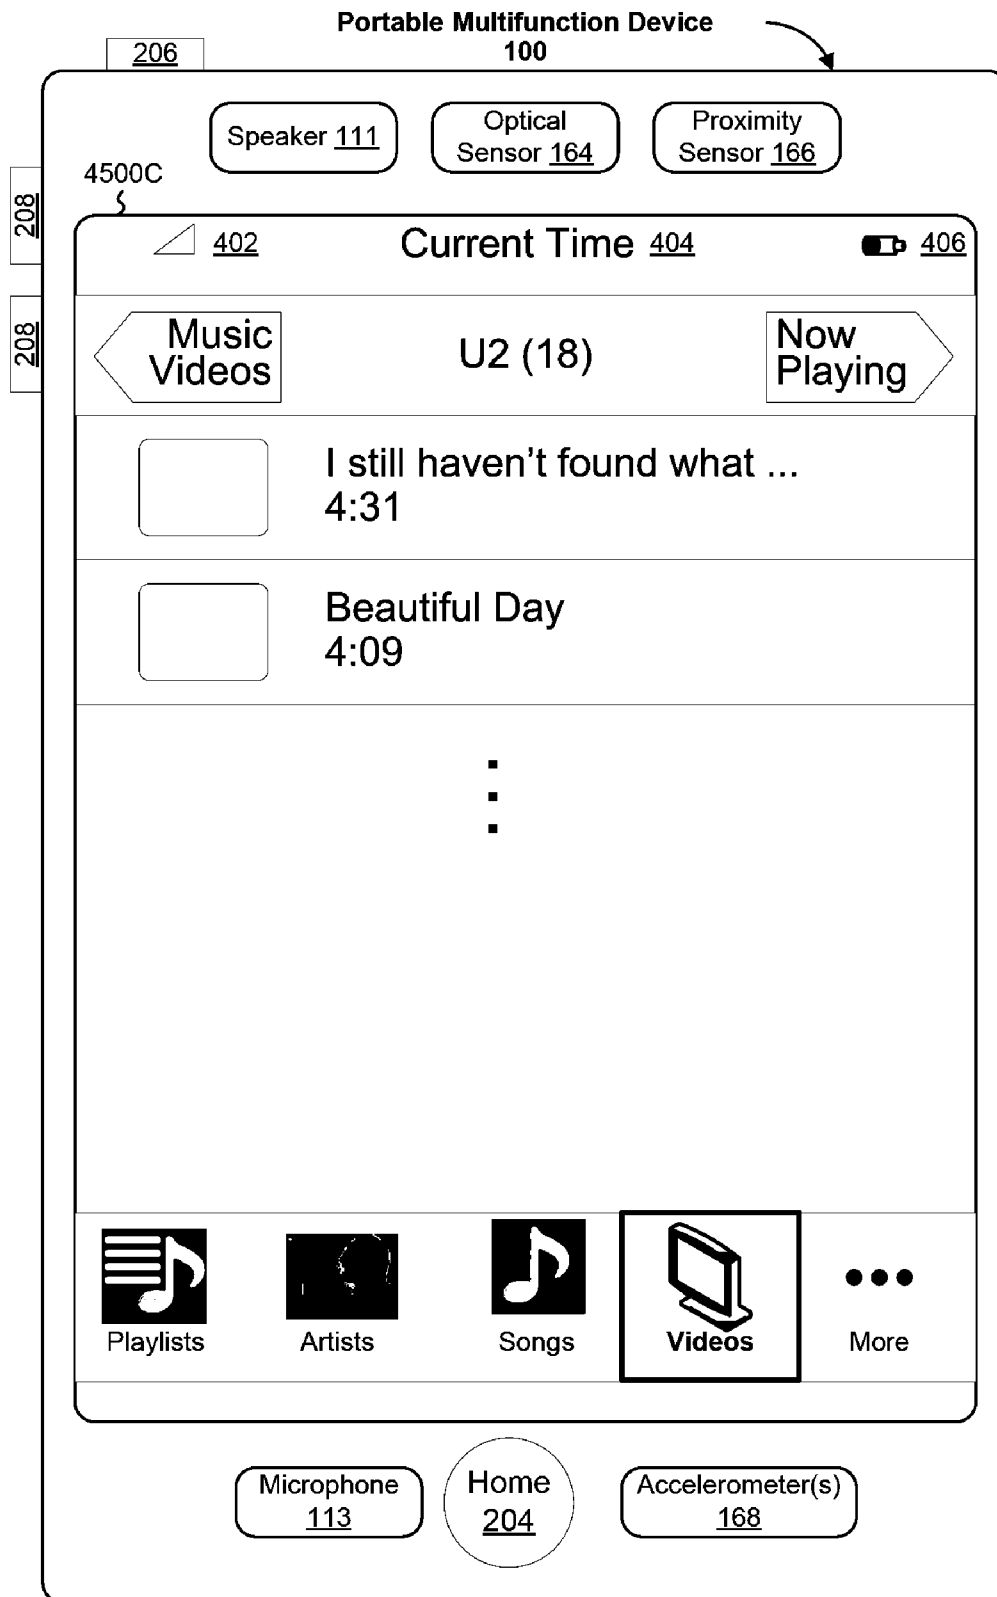 Portable Multifunction Device
100
206
Speaker 111
Optical
Sensor 164
Proximity
Sensor 166
4500C
208
208
402
Current Time 404
406
Music
Videos
U2 (18)
Now
Playing
I still haven't found what ...
4:31
Beautiful Day
4:09
Playlists
Artists
Songs
Videos
More
Microphone
113
Home
204
Accelerometer(s)
168